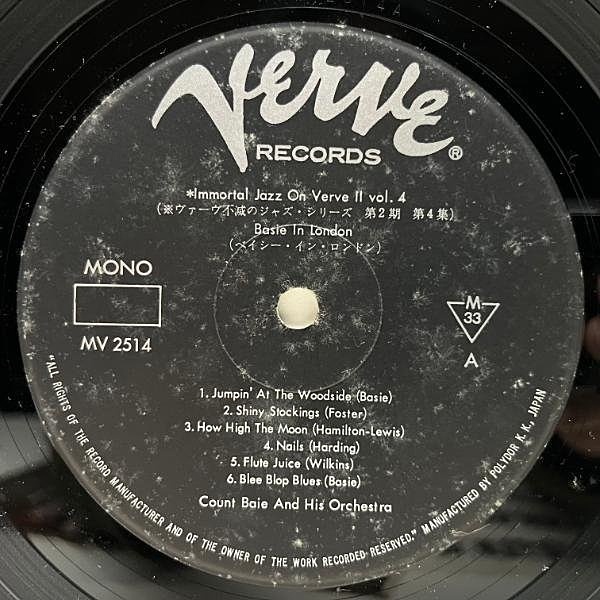 Verve
RECORDS ®
*Immortal Jazz On Verve II vol. 4
(※ヴァーヴ不滅のジャズ・シリーズ 第2期 第4集)
Basie In London
(ベイシー・イン・ロンドン)
MONO
MV 2514
M
33
A
1. Jumpin' At The Woodside (Basie)
2. Shiny Stockings (Foster)
3. How High The Moon (Hamilton-Lewis)
4. Nails (Harding)
5. Flute Juice (Wilkins)
6. Blee Blop Blues (Basie)
Count Baie And His Orchestra
"ALL RIGHTS OF THE RECORD MANUFACTURER AND OF THE OWNER OF THE WORK RECORDED-RESERVED." MANUFACTURED BY POLYDOR K. K., JAPAN